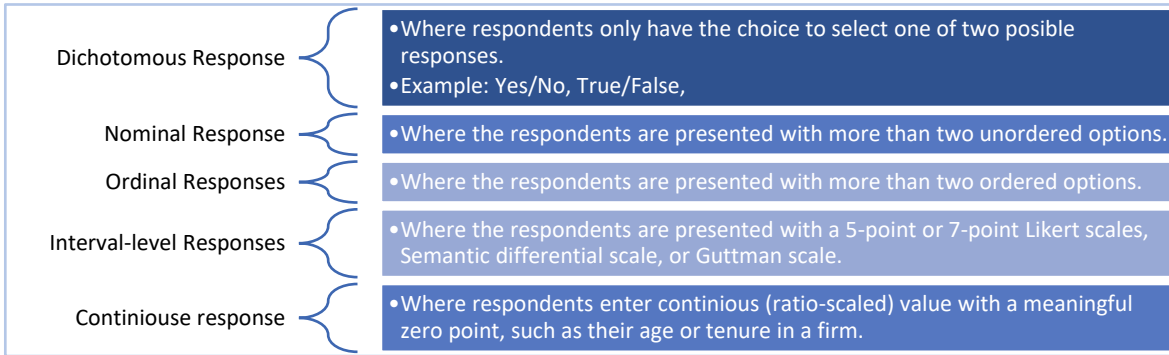 Dichotomous Response
•Where respondents only have the choice to select one of two posible
responses.
•Example: Yes/No, True/False,
Nominal Response
•Where the respondents are presented with more than two unordered options.
Ordinal Responses
•Where the respondents are presented with more than two ordered options.
Interval-level Responses
•Where the respondents are presented with a 5-point or 7-point Likert scales,
Semantic differential scale, or Guttman scale.
Continiouse response
•Where respondents enter continious (ratio-scaled) value with a meaningful
zero point, such as their age or tenure in a firm.